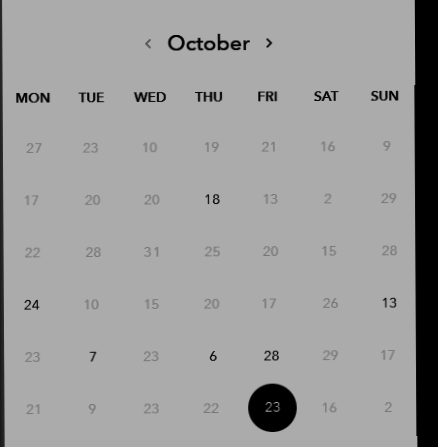 ‹ October ›
MON TUE WED THU FRI SAT SUN
27 23 10 19 21 16 9
17 20 20 18 13 2 29
22 28 31 25 20 15 28
24 10 15 20 17 26 13
23 7 23 6 28 29 17
21 9 23 22 23 16 2